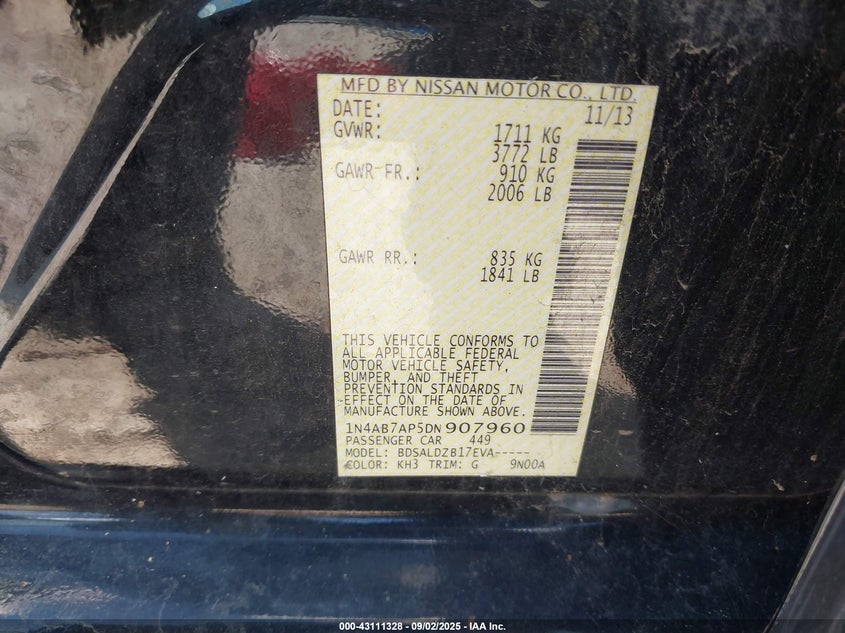 MFD BY NISSAN MOTOR CO., LTD.
DATE: 11/13
GVWR: 1711 KG
3772 LB
GAWR FR.: 910 KG
2006 LB
GAWR RR.: 835 KG
1841 LB
THIS VEHICLE CONFORMS TO
ALL APPLICABLE FEDERAL
MOTOR VEHICLE SAFETY,
BUMPER, AND THEFT
PREVENTION STANDARDS IN
EFFECT ON THE DATE OF
MANUFACTURE SHOWN ABOVE.
1N4AB7AP5DN907960
PASSENGER CAR 449
MODEL: BDSALDZB17EVA-----
COLOR: KH3 TRIM: G 9N00A
000-43111328 - 09/02/2025 - IAA Inc.